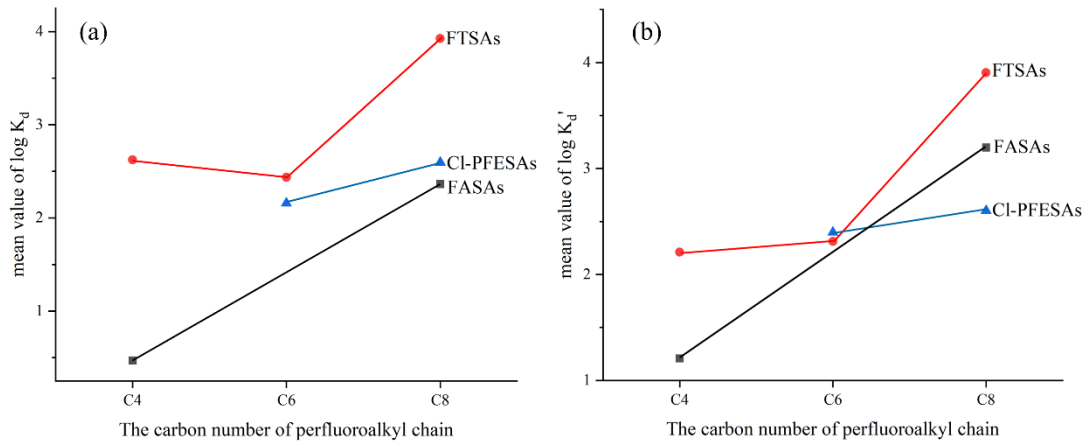 (a)
mean value of log K_d
4
3
2
1
FTSAs
Cl-PFESAs
FASAs
C4 C6 C8
The carbon number of perfluoroalkyl chain
(b)
mean value of log K_d'
4
3
2
1
FTSAs
FASAs
Cl-PFESAs
C4 C6 C8
The carbon number of perfluoroalkyl chain